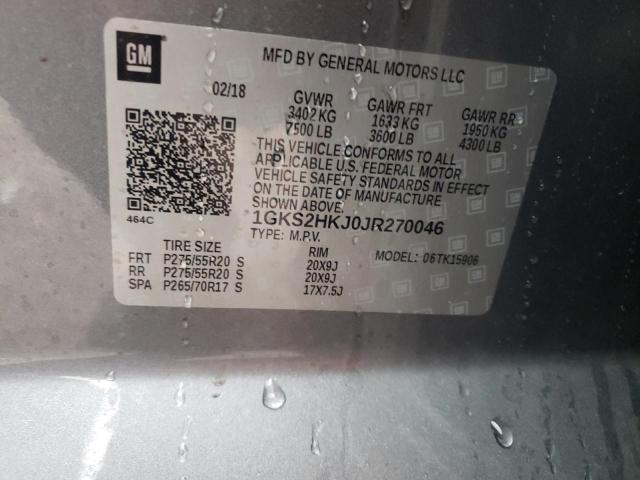 GM
MFD BY GENERAL MOTORS LLC
02/18
GVWR GAWR FRT GAWR RR
3402 KG 1633 KG 1950 KG
7500 LB 3600 LB 4300 LB
THIS VEHICLE CONFORMS TO ALL
APPLICABLE U.S. FEDERAL MOTOR
VEHICLE SAFETY STANDARDS IN EFFECT
ON THE DATE OF MANUFACTURE
SHOWN ABOVE.
464C
1GKS2HKJ0JR270046
TYPE: M.P.V.
TIRE SIZE RIM 06TK15906
FRT P275/55R20 S 20X9J
RR P275/55R20 S 20X9J
SPA P265/70R17 S 17X7.5J